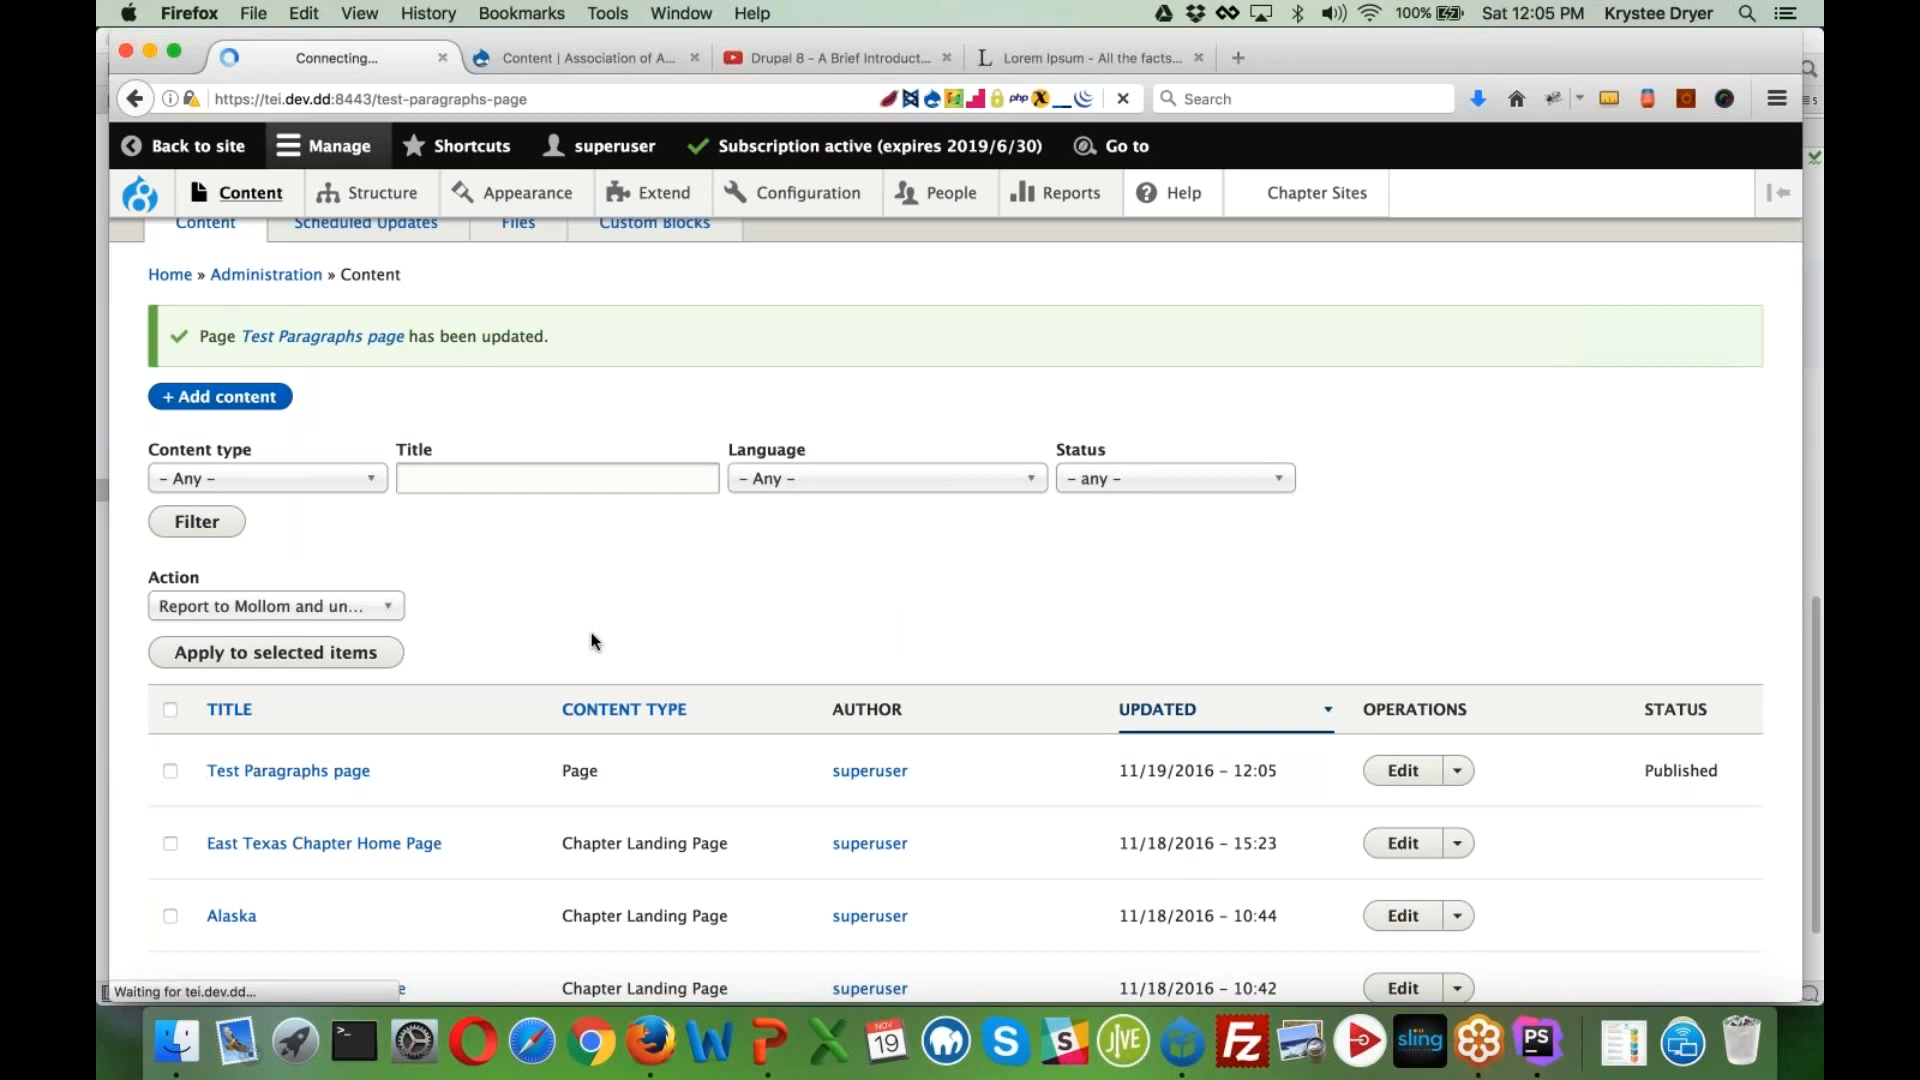 Firefox File Edit View History Bookmarks Tools Window Help 100% Sat 12:05 PM Krystee Dryer
Connecting... Content | Association of A... Drupal 8 - A Brief Introduct... Lorem Ipsum - All the facts...
https://tei.dev.dd:8443/test-paragraphs-page php Search
Back to site Manage Shortcuts superuser Subscription active (expires 2019/6/30) Go to
Content Structure Appearance Extend Configuration People Reports Help Chapter Sites
Content Scheduled Updates Files Custom Blocks
Home » Administration » Content
Page Test Paragraphs page has been updated.
+ Add content
Content type Title Language Status
- Any - - Any - - any -
Filter
Action
Report to Mollom and un...
Apply to selected items
TITLE CONTENT TYPE AUTHOR UPDATED OPERATIONS STATUS
Test Paragraphs page Page superuser 11/19/2016 - 12:05 Edit Published
East Texas Chapter Home Page Chapter Landing Page superuser 11/18/2016 - 15:23 Edit
Alaska Chapter Landing Page superuser 11/18/2016 - 10:44 Edit
Waiting for tei.dev.dd... e Chapter Landing Page superuser 11/18/2016 - 10:42 Edit
NOV 19 JIVE Fz sling PS